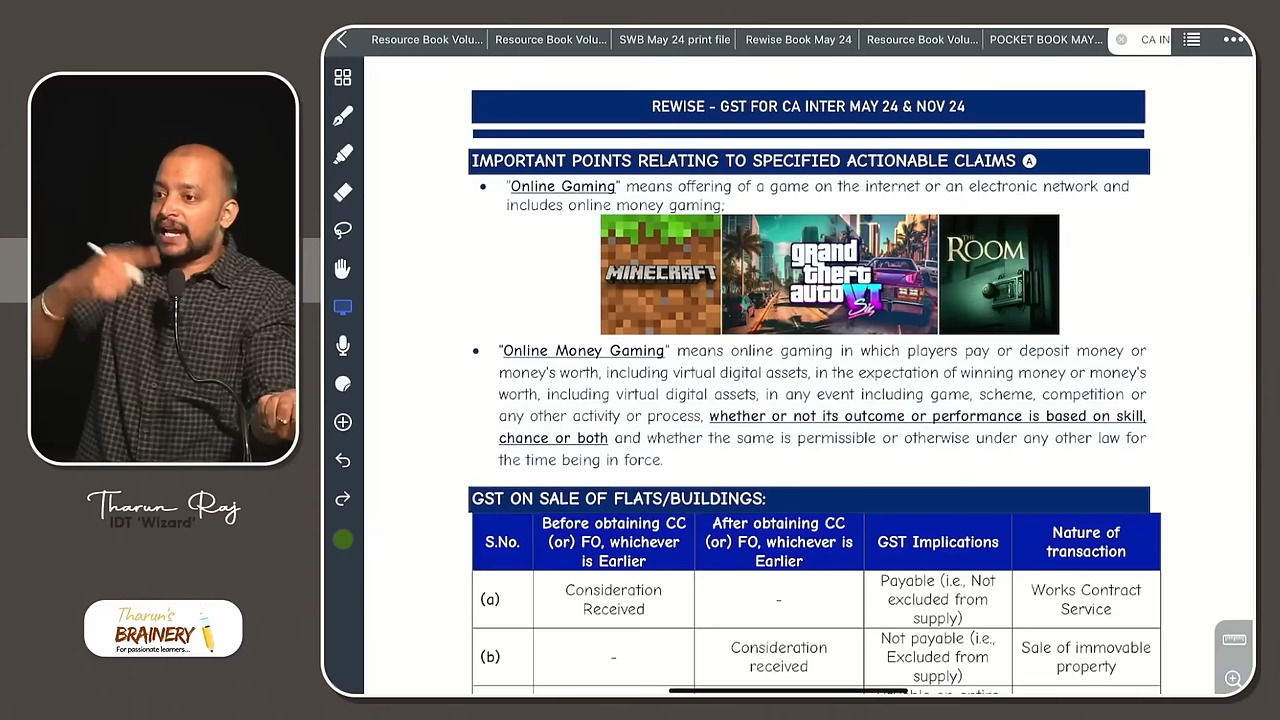 Resource Book Volu...
Resource Book Volu...
SWB May 24 print file
Rewise Book May 24
Resource Book Volu...
POCKET BOOK MAY...
CA IN
REWISE - GST FOR CA INTER MAY 24 & NOV 24
IMPORTANT POINTS RELATING TO SPECIFIED ACTIONABLE CLAIMS A
• "Online Gaming" means offering of a game on the internet or an electronic network and
includes online money gaming;
MINECRAFT
grand
theft
auto VI
Six
THE
ROOM
• "Online Money Gaming" means online gaming in which players pay or deposit money or
money's worth, including virtual digital assets, in the expectation of winning money or money's
worth, including virtual digital assets, in any event including game, scheme, competition or
any other activity or process, whether or not its outcome or performance is based on skill,
chance or both and whether the same is permissible or otherwise under any other law for
the time being in force.
GST ON SALE OF FLATS/BUILDINGS:
S.No.
Before obtaining CC
(or) FO, whichever
is Earlier
After obtaining CC
(or) FO, whichever is
Earlier
GST Implications
Nature of
transaction
(a)
Consideration
Received
-
Payable (i.e., Not
excluded from
supply)
Works Contract
Service
(b)
-
Consideration
received
Not payable (i.e.,
Excluded from
supply)
Sale of immovable
property
Tharun Raj
IDT 'Wizard'
Tharun's
BRAINERY
For passionate learners...